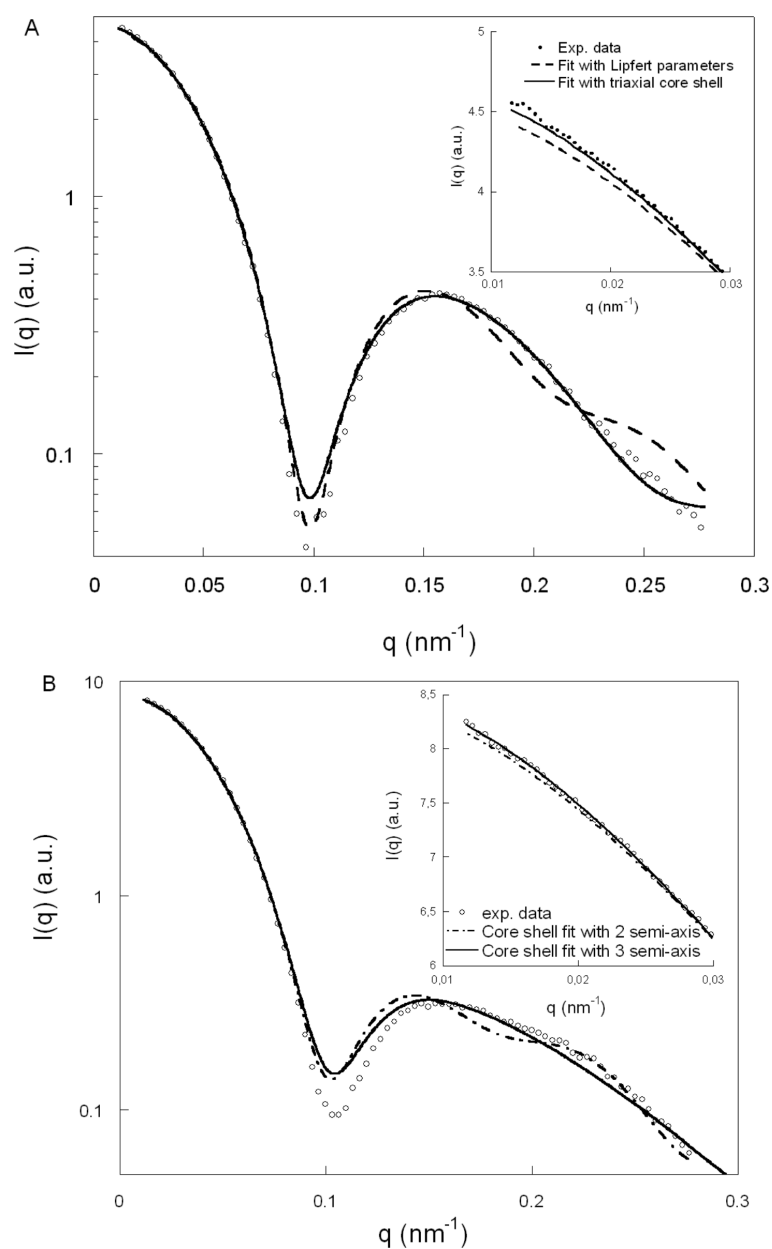 A
5
4.5
4
3.5
I(q) (a.u.)
0.01
0.02
0.03
q (nm-1)
Exp. data
Fit with Lipfert parameters
Fit with triaxial core shell
1
0.1
I(q) (a.u.)
0
0.05
0.1
0.15
0.2
0.25
0.3
q (nm-1)
B
10
1
0.1
I(q) (a.u.)
8,5
8
7,5
7
6,5
6
I(q) (a.u.)
exp. data
Core shell fit with 2 semi-axis
Core shell fit with 3 semi-axis
0,01
0,02
0,03
q (nm-1)
0
0.1
0.2
0.3
q (nm-1)